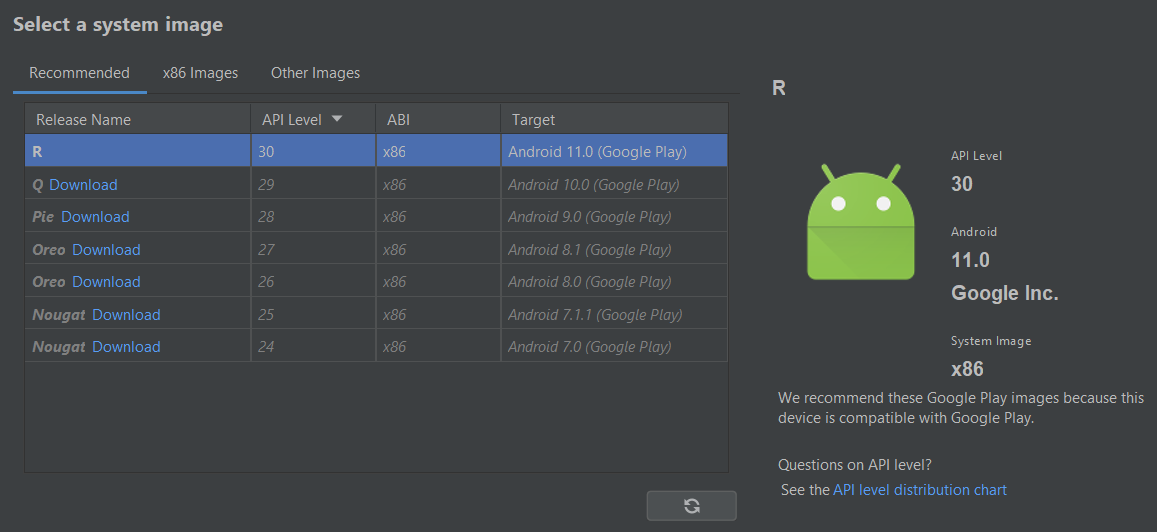 Select a system image
Recommended x86 Images Other Images
Release Name API Level ABI Target
R 30 x86 Android 11.0 (Google Play)
Q Download 29 x86 Android 10.0 (Google Play)
Pie Download 28 x86 Android 9.0 (Google Play)
Oreo Download 27 x86 Android 8.1 (Google Play)
Oreo Download 26 x86 Android 8.0 (Google Play)
Nougat Download 25 x86 Android 7.1.1 (Google Play)
Nougat Download 24 x86 Android 7.0 (Google Play)
R
API Level
30
Android
11.0
Google Inc.
System Image
x86
We recommend these Google Play images because this
device is compatible with Google Play.
Questions on API level?
See the API level distribution chart